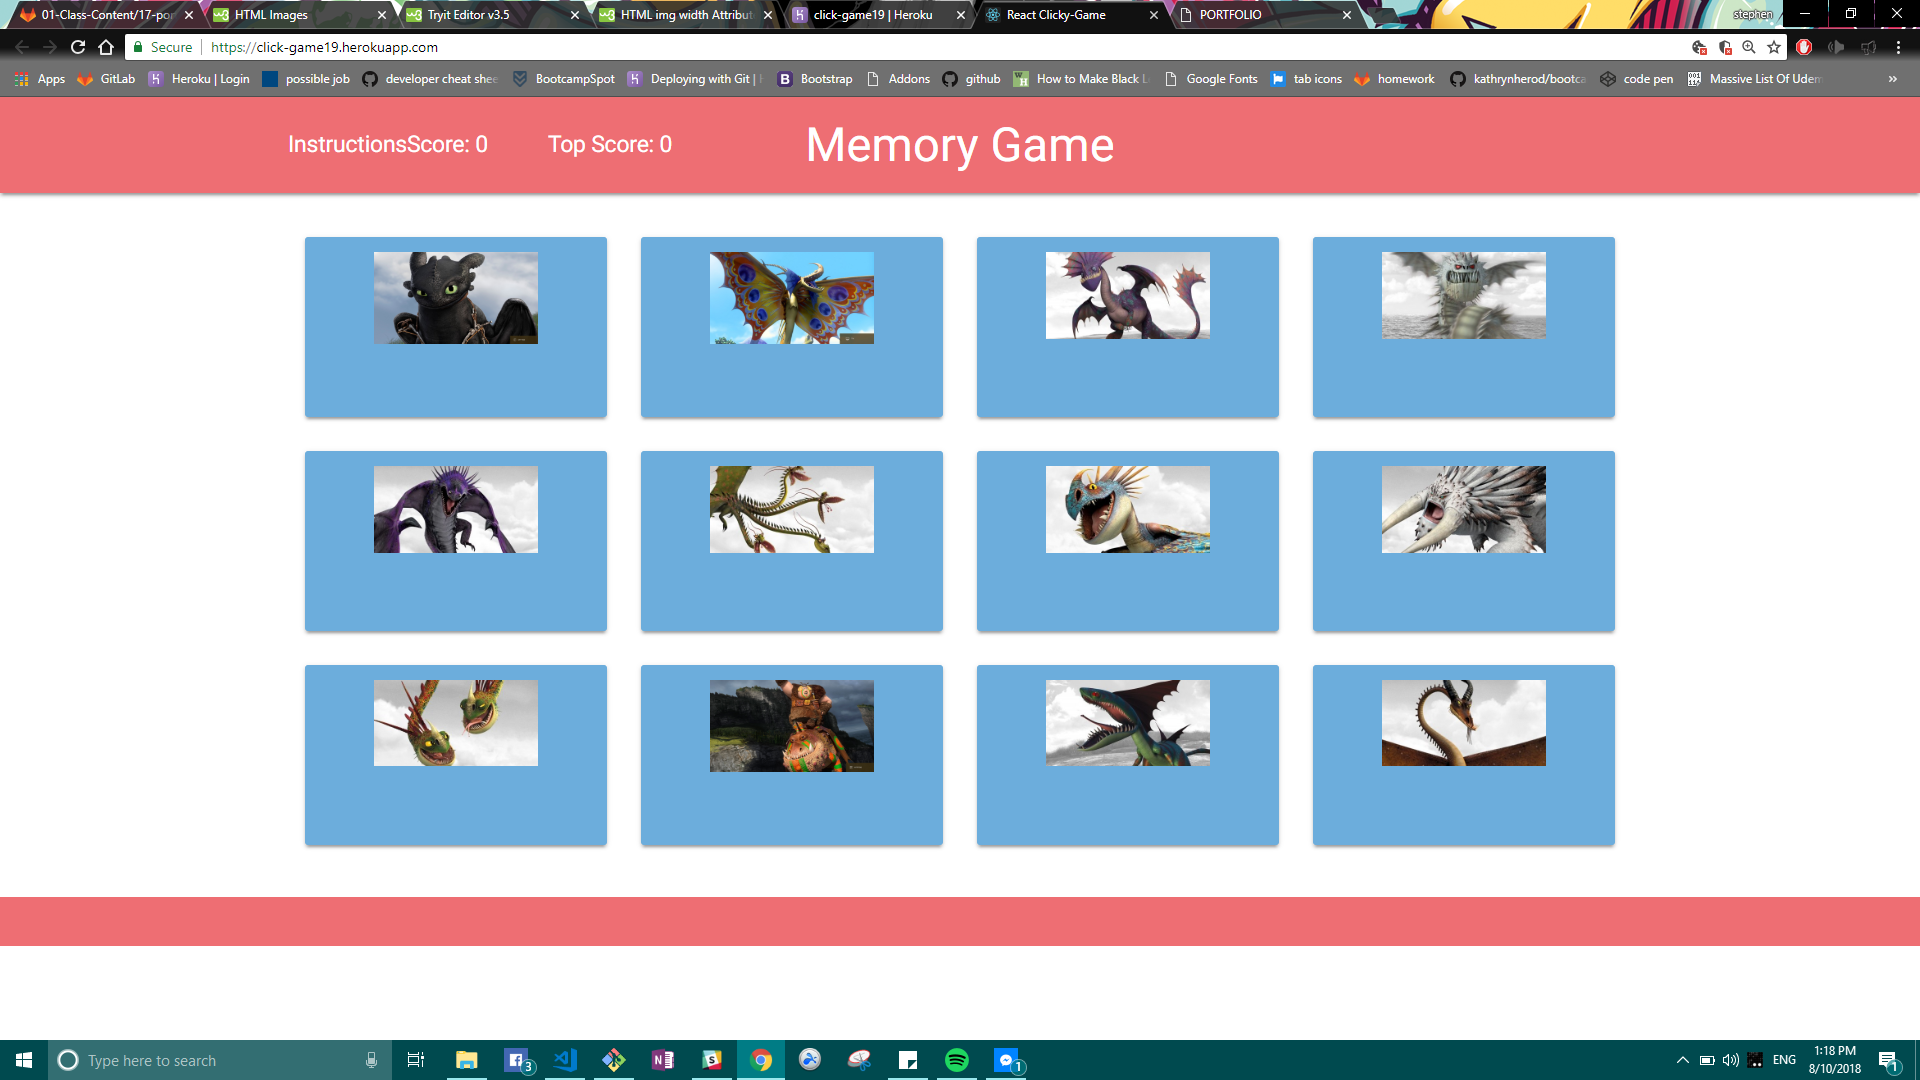 01-Class-Content/17-por
HTML Images
Tryit Editor v3.5
HTML img width Attribut
click-game19 | Heroku
React Clicky-Game
PORTFOLIO
stephen
Secure
https://click-game19.herokuapp.com
Apps
GitLab
Heroku | Login
possible job
developer cheat shee
BootcampSpot
Deploying with Git |
Bootstrap
Addons
github
How to Make Black L
Google Fonts
tab icons
homework
kathrynherod/bootca
code pen
Massive List Of Udem
»
InstructionsScore: 0
Top Score: 0
Memory Game
Type here to search
3
1
ENG
1:18 PM
8/10/2018
1